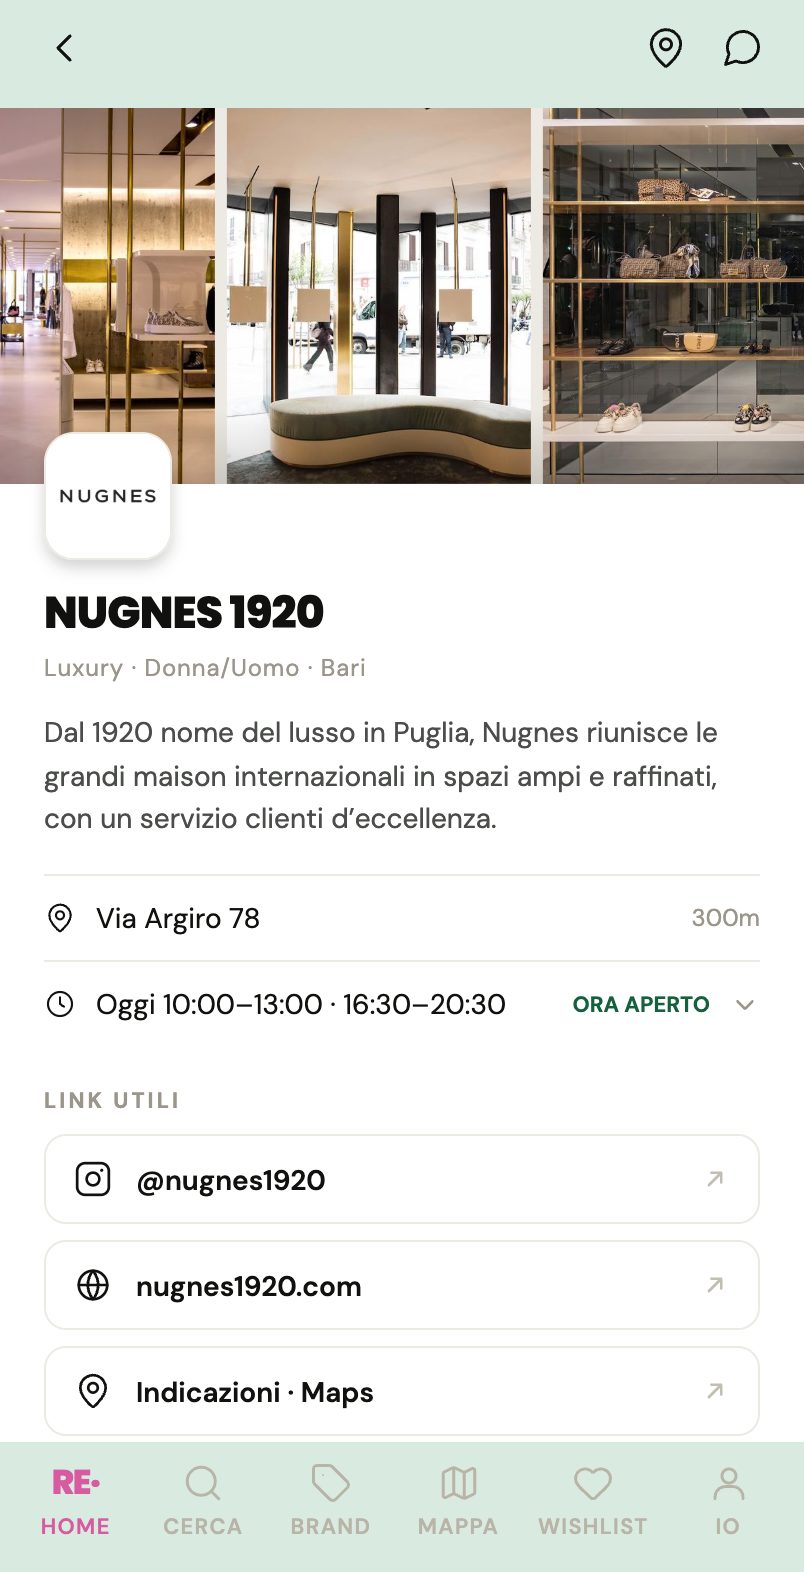 NUGNES
NUGNES 1920
Luxury · Donna/Uomo · Bari
Dal 1920 nome del lusso in Puglia, Nugnes riunisce le
grandi maison internazionali in spazi ampi e raffinati,
con un servizio clienti d’eccellenza.
Via Argiro 78 300m
Oggi 10:00–13:00 · 16:30–20:30 ORA APERTO
LINK UTILI
@nugnes1920
nugnes1920.com
Indicazioni · Maps
RE·
HOME CERCA BRAND MAPPA WISHLIST IO